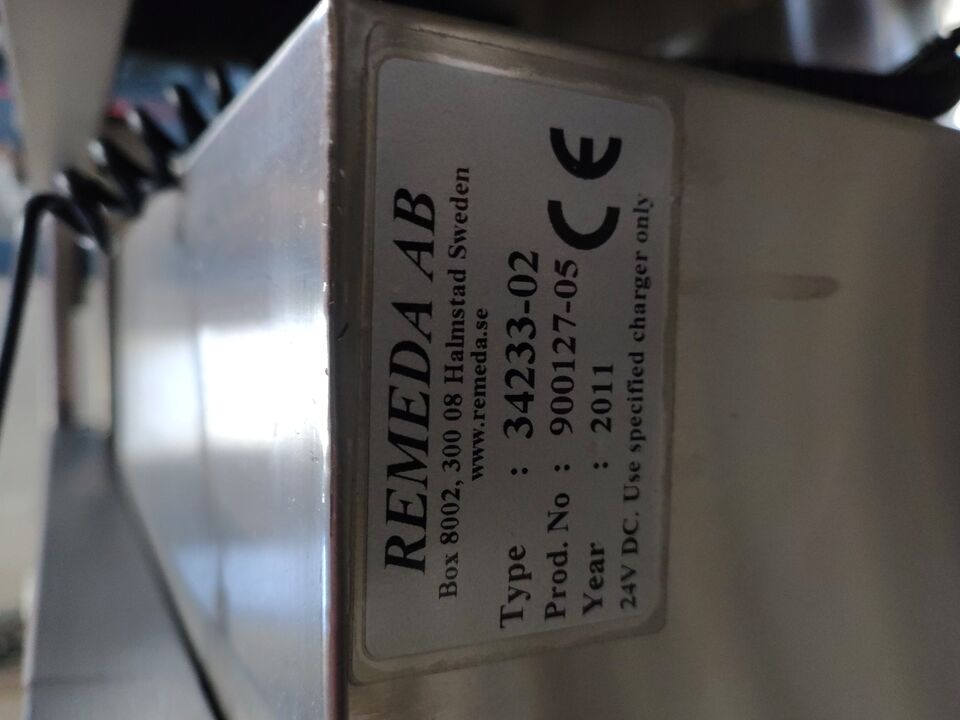 REMEDA AB
Box 8002, 300 08 Halmstad Sweden
www.remeda.se
Type : 34233-02
Prod. No : 900127-05
Year : 2011
CE
24V DC. Use specified charger only